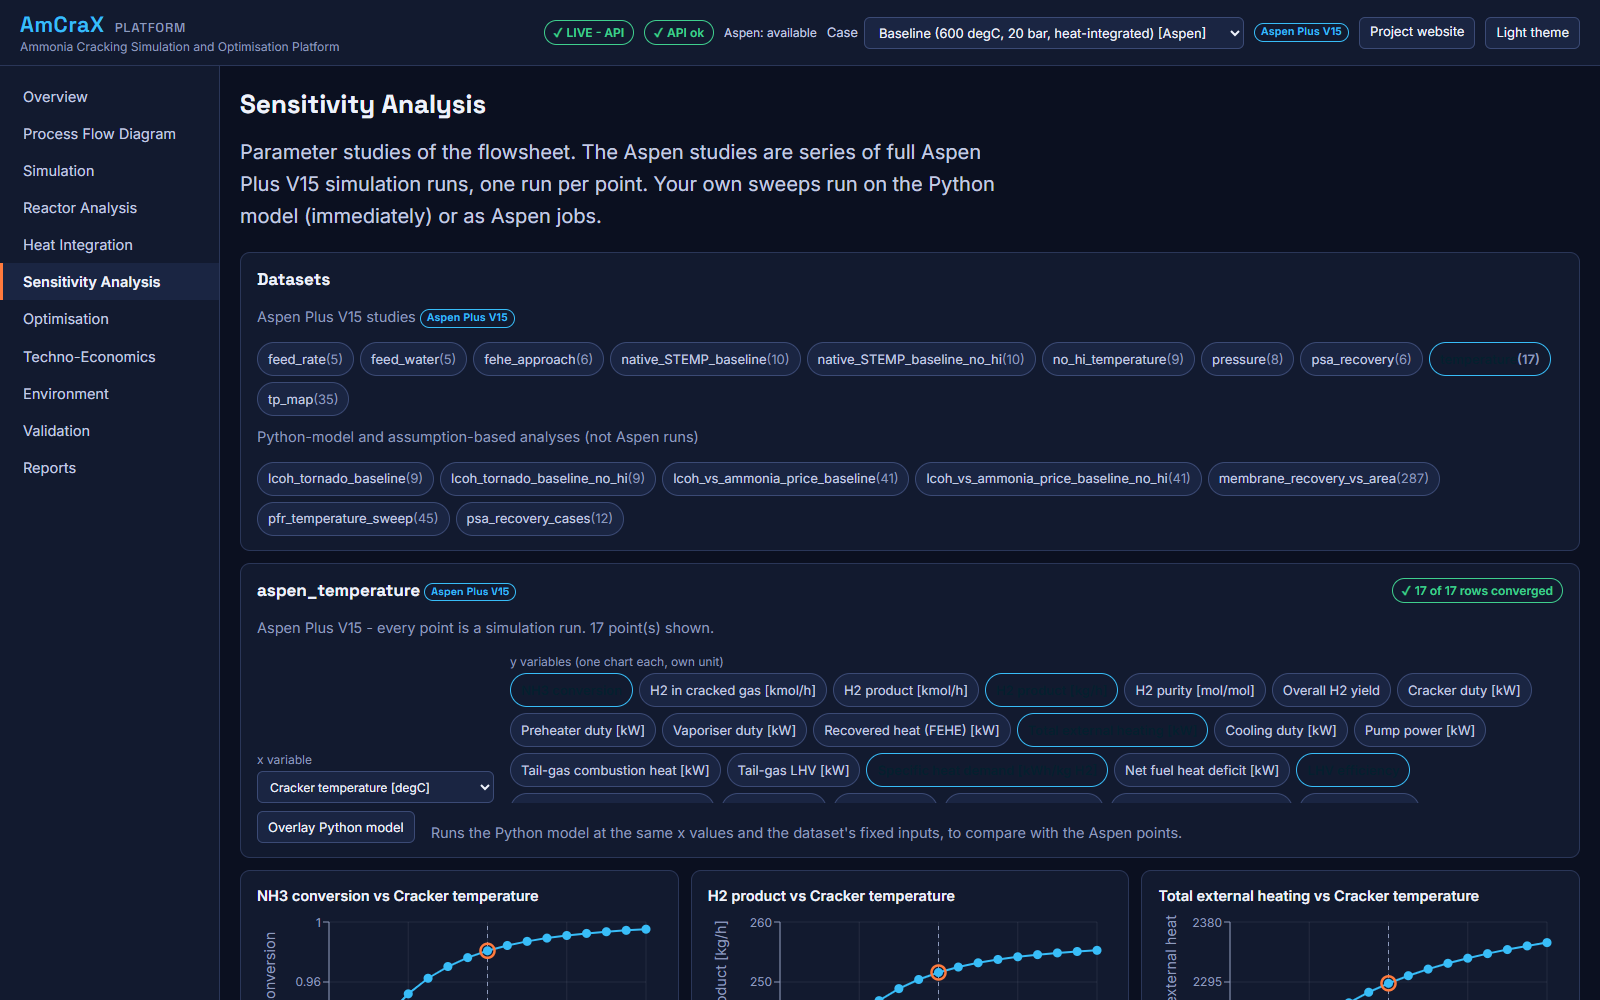 AmCraX PLATFORM
Ammonia Cracking Simulation and Optimisation Platform
✓ LIVE - API
✓ API ok
Aspen: available
Case
Baseline (600 degC, 20 bar, heat-integrated) [Aspen]
Aspen Plus V15
Project website
Light theme
Overview
Process Flow Diagram
Simulation
Reactor Analysis
Heat Integration
Sensitivity Analysis
Optimisation
Techno-Economics
Environment
Validation
Reports
Sensitivity Analysis
Parameter studies of the flowsheet. The Aspen studies are series of full Aspen
Plus V15 simulation runs, one run per point. Your own sweeps run on the Python
model (immediately) or as Aspen jobs.
Datasets
Aspen Plus V15 studies Aspen Plus V15
feed_rate(5) feed_water(5) fehe_approach(6) native_STEMP_baseline(10) native_STEMP_baseline_no_hi(10) no_hi_temperature(9) pressure(8) psa_recovery(6) (17)
tp_map(35)
Python-model and assumption-based analyses (not Aspen runs)
lcoh_tornado_baseline(9) lcoh_tornado_baseline_no_hi(9) lcoh_vs_ammonia_price_baseline(41) lcoh_vs_ammonia_price_baseline_no_hi(41) membrane_recovery_vs_area(287)
pfr_temperature_sweep(45) psa_recovery_cases(12)
aspen_temperature Aspen Plus V15
✓ 17 of 17 rows converged
Aspen Plus V15 - every point is a simulation run. 17 point(s) shown.
y variables (one chart each, own unit)
H2 in cracked gas [kmol/h] H2 product [kmol/h] H2 purity [mol/mol] Overall H2 yield Cracker duty [kW]
Preheater duty [kW] Vaporiser duty [kW] Recovered heat (FEHE) [kW] Cooling duty [kW] Pump power [kW]
Tail-gas combustion heat [kW] Tail-gas LHV [kW] Net fuel heat deficit [kW]
x variable
Cracker temperature [degC]
Overlay Python model
Runs the Python model at the same x values and the dataset's fixed inputs, to compare with the Aspen points.
NH3 conversion vs Cracker temperature
1
0.96
onversion
H2 product vs Cracker temperature
260
250
oduct [kg/h]
Total external heating vs Cracker temperature
2380
2295
external heat